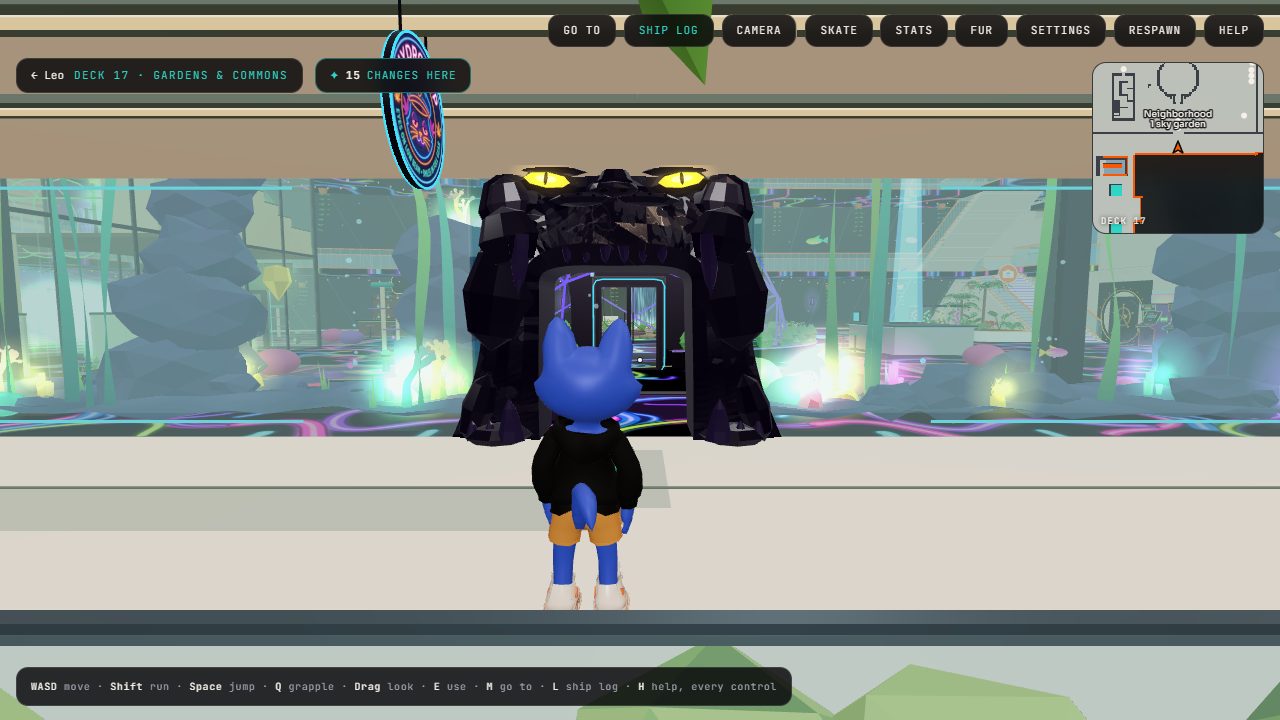 GO TO
SHIP LOG
CAMERA
SKATE
STATS
FUR
SETTINGS
RESPAWN
HELP
← Leo DECK 17 · GARDENS & COMMONS
✦ 15 CHANGES HERE
Neighborhood
1 sky garden
DECK 17
WASD move · Shift run · Space jump · Q grapple · Drag look · E use · M go to · L ship log · H help, every control